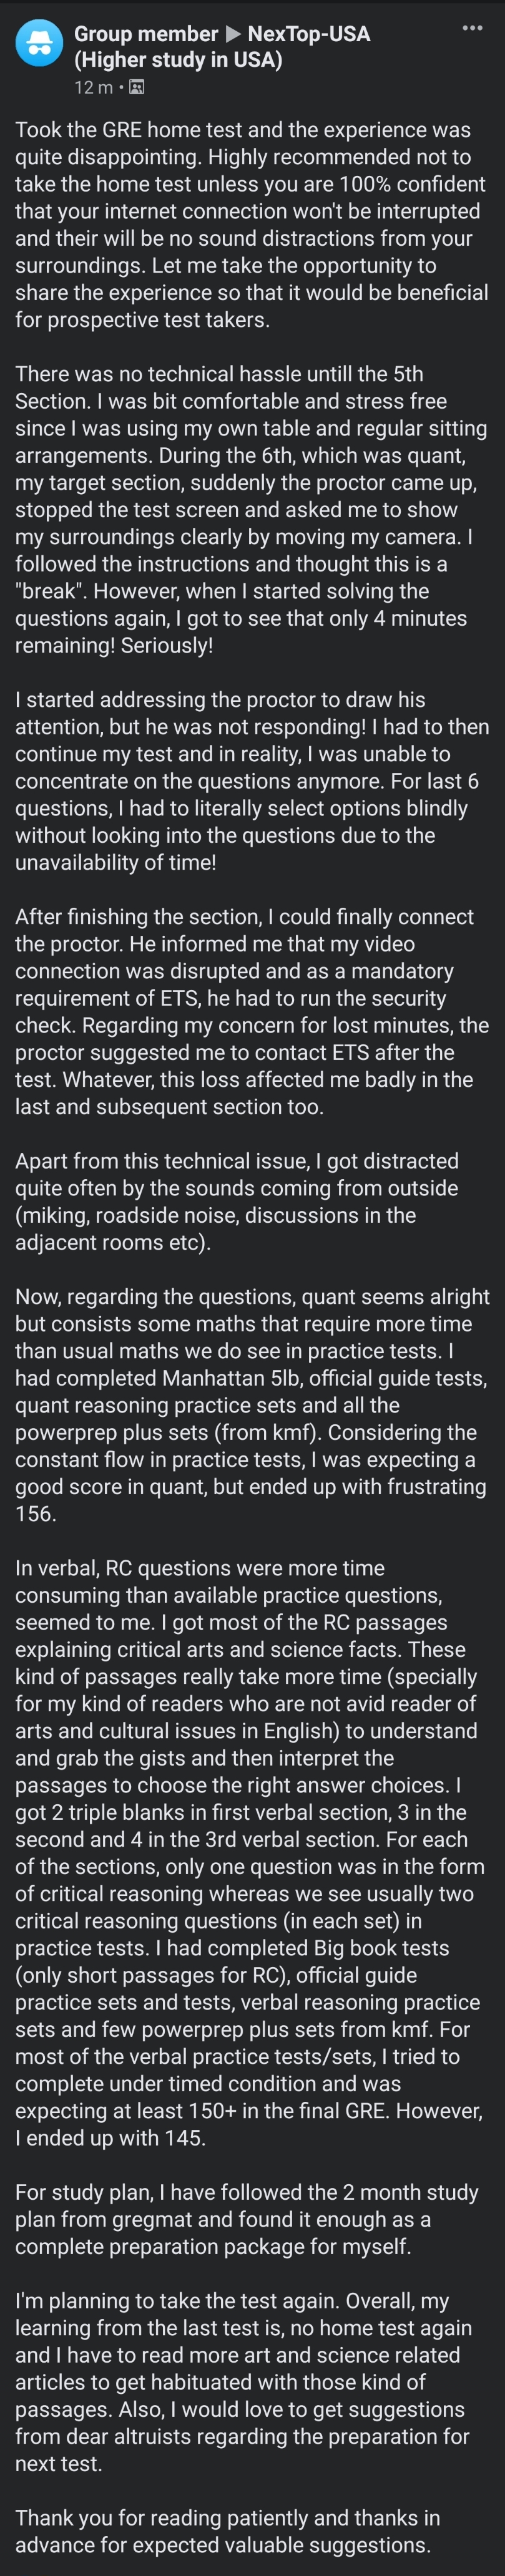 Group member ▶ NexTop-USA
(Higher study in USA)
12 m •
Took the GRE home test and the experience was
quite disappointing. Highly recommended not to
take the home test unless you are 100% confident
that your internet connection won't be interrupted
and their will be no sound distractions from your
surroundings. Let me take the opportunity to
share the experience so that it would be beneficial
for prospective test takers.
There was no technical hassle untill the 5th
Section. I was bit comfortable and stress free
since I was using my own table and regular sitting
arrangements. During the 6th, which was quant,
my target section, suddenly the proctor came up,
stopped the test screen and asked me to show
my surroundings clearly by moving my camera. I
followed the instructions and thought this is a
"break". However, when I started solving the
questions again, I got to see that only 4 minutes
remaining! Seriously!
I started addressing the proctor to draw his
attention, but he was not responding! I had to then
continue my test and in reality, I was unable to
concentrate on the questions anymore. For last 6
questions, I had to literally select options blindly
without looking into the questions due to the
unavailability of time!
After finishing the section, I could finally connect
the proctor. He informed me that my video
connection was disrupted and as a mandatory
requirement of ETS, he had to run the security
check. Regarding my concern for lost minutes, the
proctor suggested me to contact ETS after the
test. Whatever, this loss affected me badly in the
last and subsequent section too.
Apart from this technical issue, I got distracted
quite often by the sounds coming from outside
(miking, roadside noise, discussions in the
adjacent rooms etc).
Now, regarding the questions, quant seems alright
but consists some maths that require more time
than usual maths we do see in practice tests. I
had completed Manhattan 5lb, official guide tests,
quant reasoning practice sets and all the
powerprep plus sets (from kmf). Considering the
constant flow in practice tests, I was expecting a
good score in quant, but ended up with frustrating
156.
In verbal, RC questions were more time
consuming than available practice questions,
seemed to me. I got most of the RC passages
explaining critical arts and science facts. These
kind of passages really take more time (specially
for my kind of readers who are not avid reader of
arts and cultural issues in English) to understand
and grab the gists and then interpret the
passages to choose the right answer choices. I
got 2 triple blanks in first verbal section, 3 in the
second and 4 in the 3rd verbal section. For each
of the sections, only one question was in the form
of critical reasoning whereas we see usually two
critical reasoning questions (in each set) in
practice tests. I had completed Big book tests
(only short passages for RC), official guide
practice sets and tests, verbal reasoning practice
sets and few powerprep plus sets from kmf. For
most of the verbal practice tests/sets, I tried to
complete under timed condition and was
expecting at least 150+ in the final GRE. However,
I ended up with 145.
For study plan, I have followed the 2 month study
plan from gregmat and found it enough as a
complete preparation package for myself.
I'm planning to take the test again. Overall, my
learning from the last test is, no home test again
and I have to read more art and science related
articles to get habituated with those kind of
passages. Also, I would love to get suggestions
from dear altruists regarding the preparation for
next test.
Thank you for reading patiently and thanks in
advance for expected valuable suggestions.